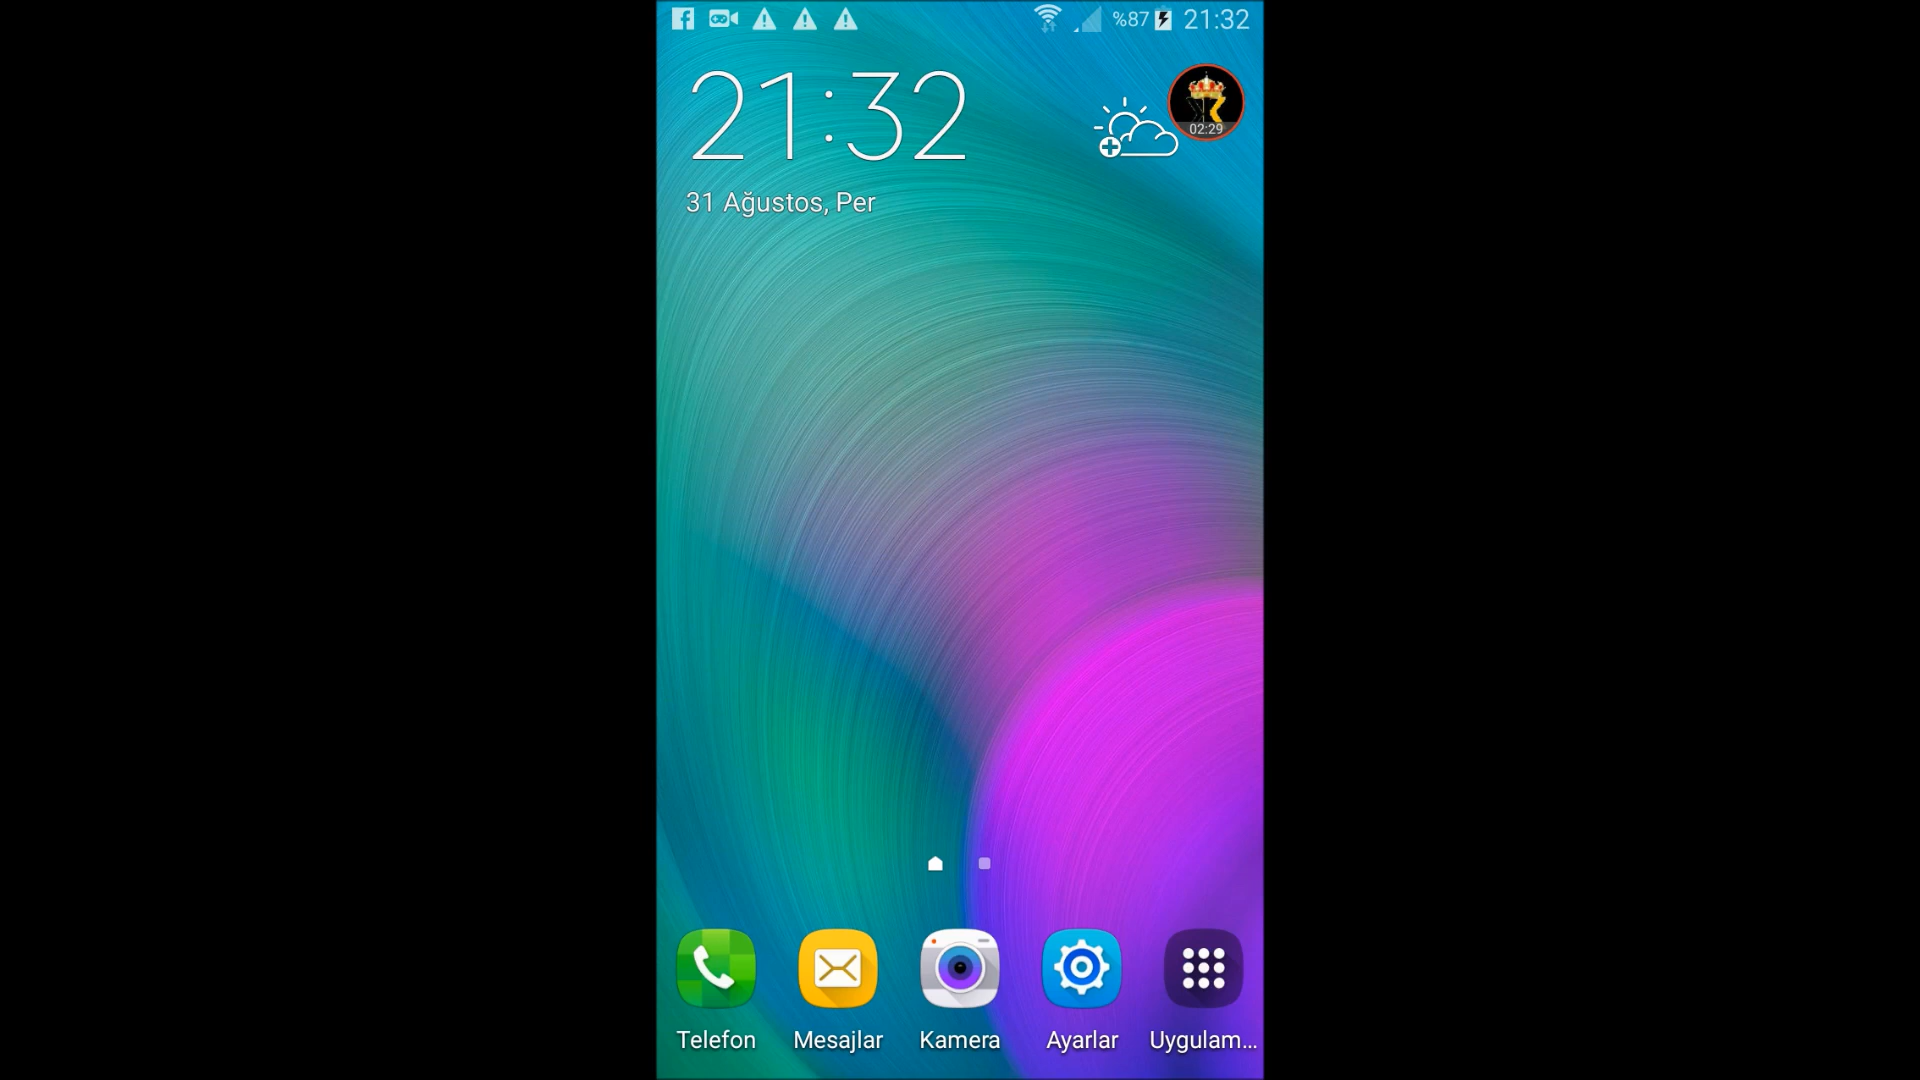 %87 21:32
21:32
02:29
31 Ağustos, Per
Telefon Mesajlar Kamera Ayarlar Uygulam...